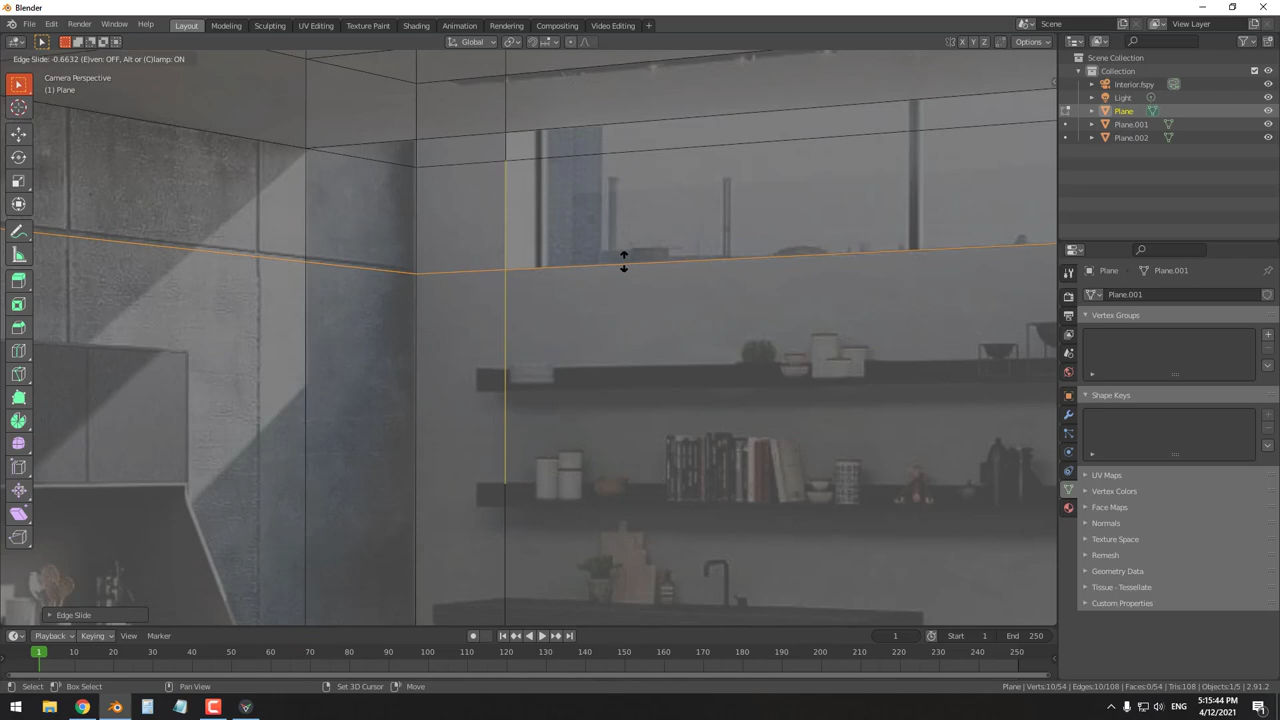 Blender
File Edit Render Window Help
Layout Modeling Sculpting UV Editing Texture Paint Shading Animation Rendering Compositing Video Editing +
Scene
View Layer
Global
X Y Z
Options
Edge Slide: -0.6632 (E)ven: OFF, Alt or (C)lamp: ON
Camera Perspective
(1) Plane
Scene Collection
Collection
Interior.fspy
Light
Plane
Plane.001
Plane.002
Plane
Plane.001
Plane.001
Vertex Groups
Shape Keys
UV Maps
Vertex Colors
Face Maps
Normals
Texture Space
Remesh
Geometry Data
Tissue - Tessellate
Custom Properties
Edge Slide
Playback Keying View Marker
1
Start 1
End 250
1 10 20 30 40 50 60 70 80 90 100 110 120 130 140 150 160 170 180 190 200 210 220 230 240 250
Select Box Select Pan View Set 3D Cursor Move
Plane | Verts:10/54 | Edges:10/108 | Faces:0/54 | Tris:108 | Objects:1/5 | 2.91.2
ENG
5:15:44 PM
4/12/2021